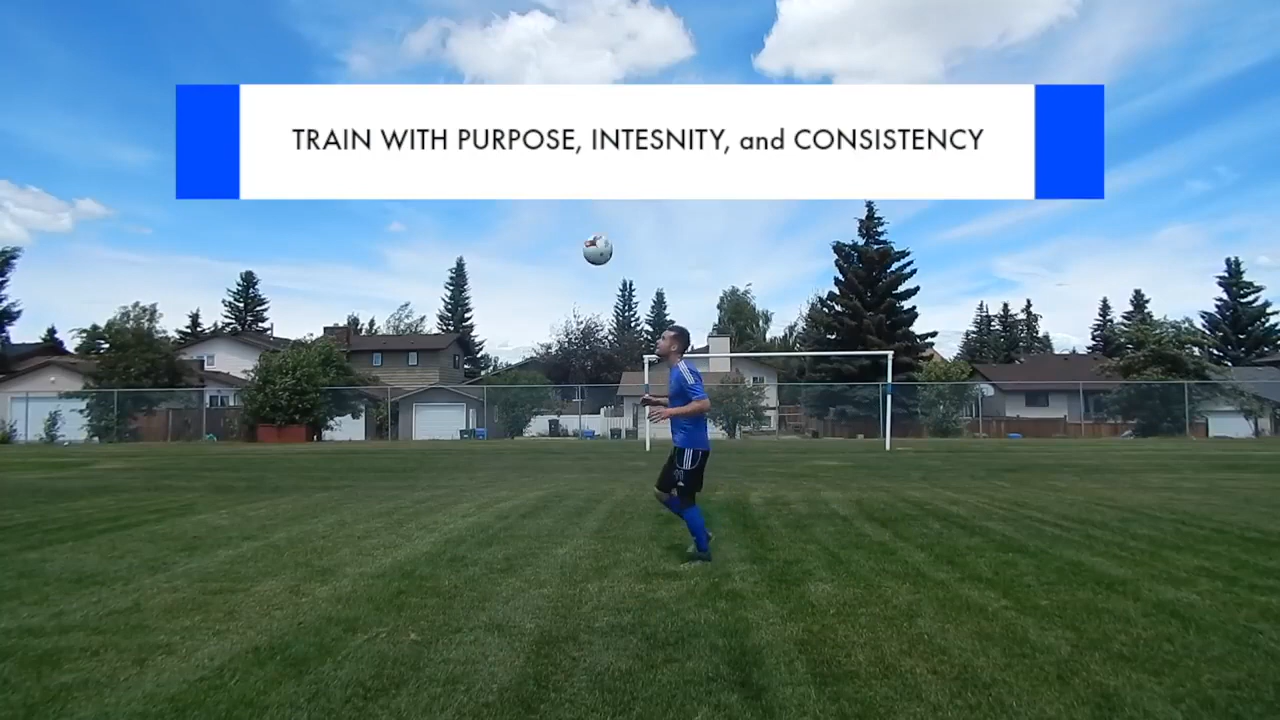 TRAIN WITH PURPOSE, INTESNITY, and CONSISTENCY